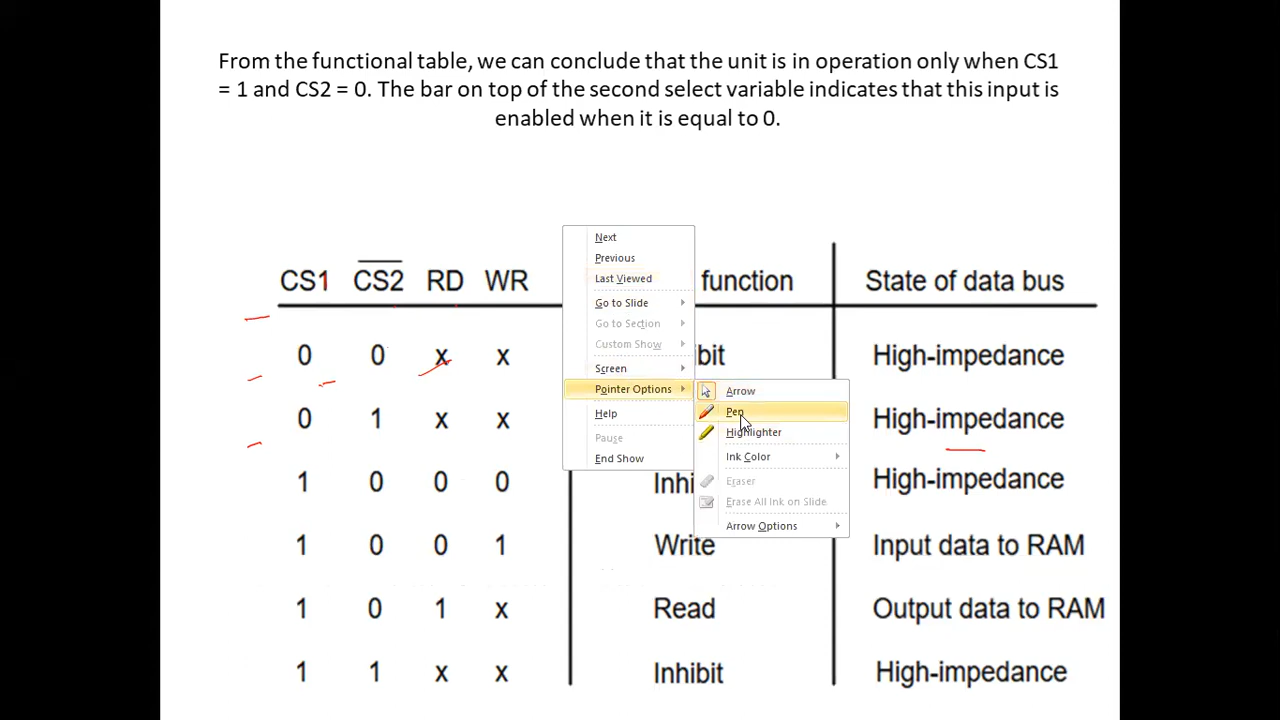 From the functional table, we can conclude that the unit is in operation only when CS1
= 1 and CS2 = 0. The bar on top of the second select variable indicates that this input is
enabled when it is equal to 0.
CS1 CS2 RD WR function State of data bus
0 0 x x ibit High-impedance
0 1 x x High-impedance
1 0 0 0 Inhi High-impedance
1 0 0 1 Write Input data to RAM
1 0 1 x Read Output data to RAM
1 1 x x Inhibit High-impedance
Next
Previous
Last Viewed
Go to Slide
Go to Section
Custom Show
Screen
Pointer Options
Help
Pause
End Show
Arrow
Pen
Highlighter
Ink Color
Eraser
Erase All Ink on Slide
Arrow Options